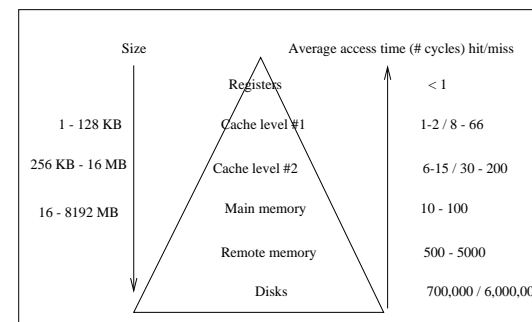 Size Average access time (# cycles) hit/miss
Registers < 1
1 - 128 KB Cache level #1 1-2 / 8 - 66
256 KB - 16 MB Cache level #2 6-15 / 30 - 200
16 - 8192 MB Main memory 10 - 100
Remote memory 500 - 5000
Disks 700,000 / 6,000,00